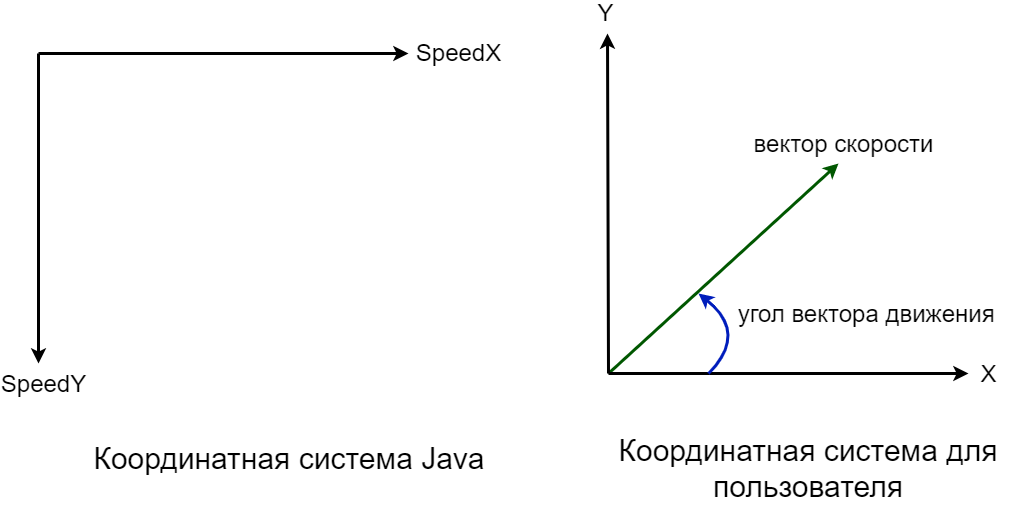 SpeedX
SpeedY
Координатная система Java
Y
вектор скорости
угол вектора движения
X
Координатная система для
пользователя